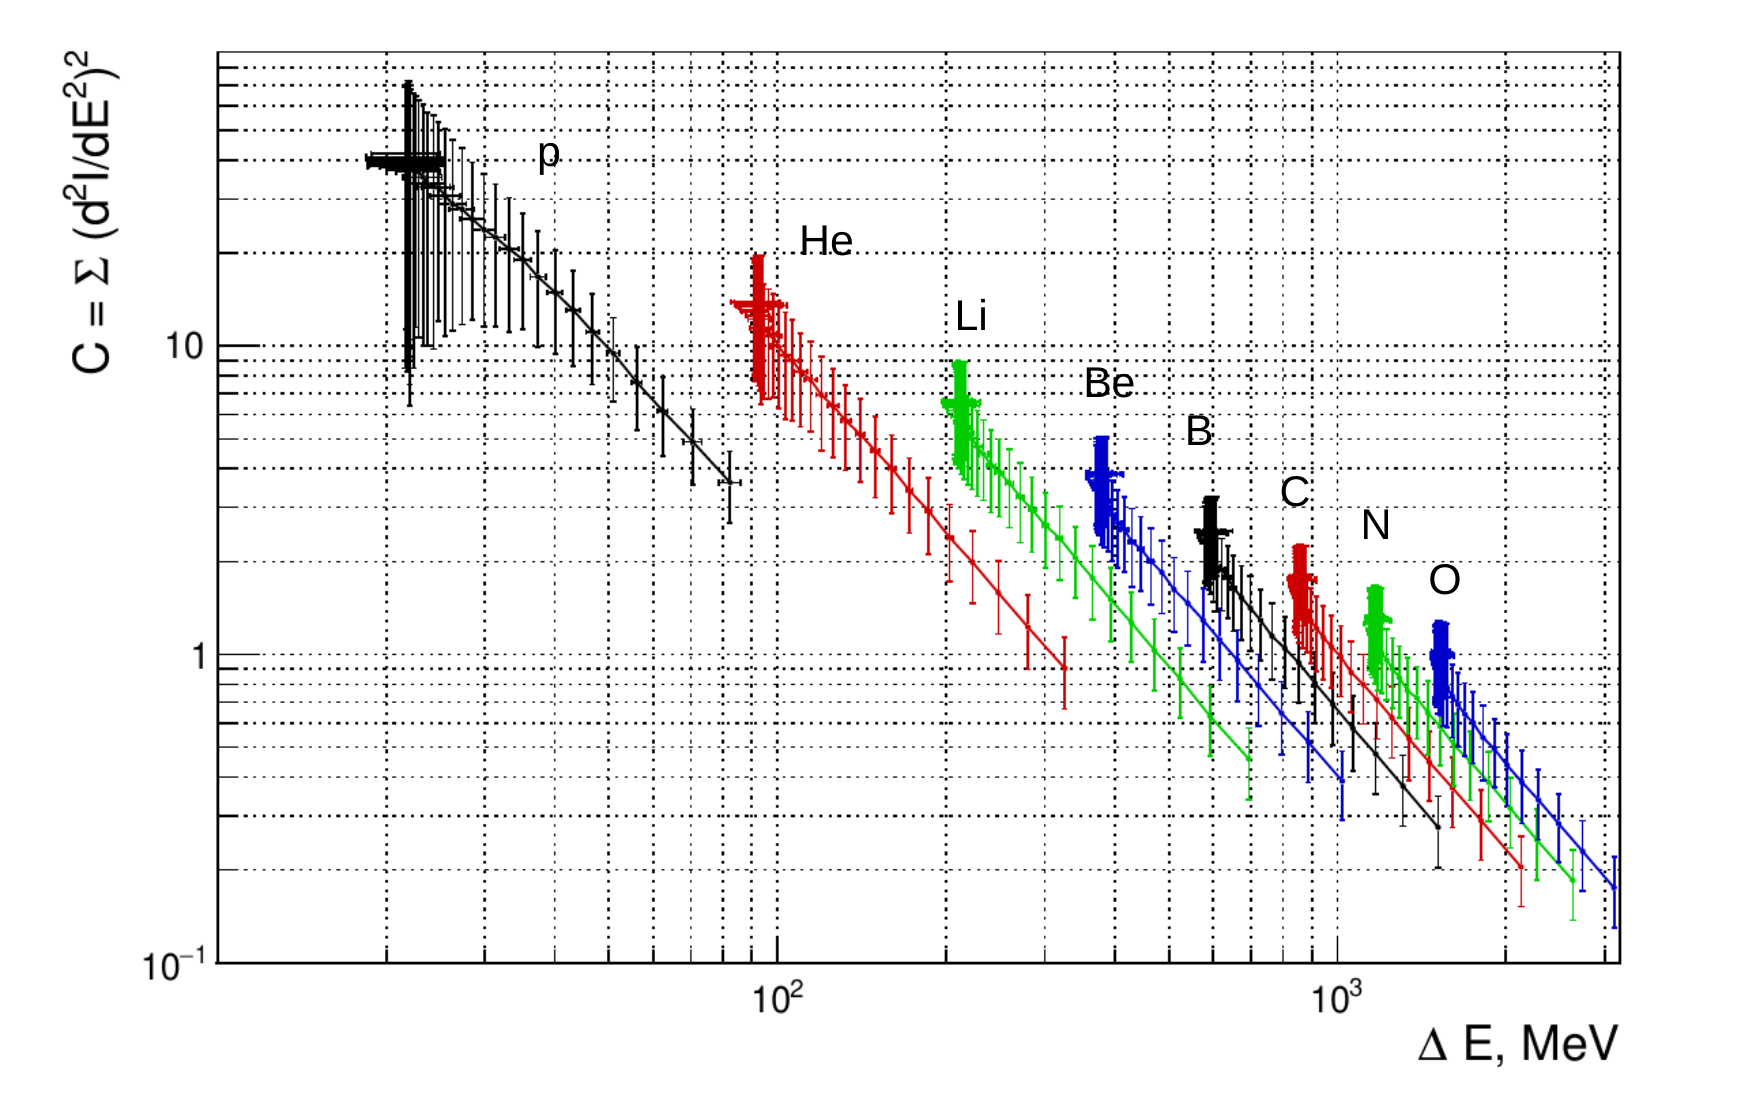 C = Σ (d²I/dE²)²
p
He
Li
Be
B
C
N
O
10
1
10⁻¹
10²
10³
Δ E, MeV